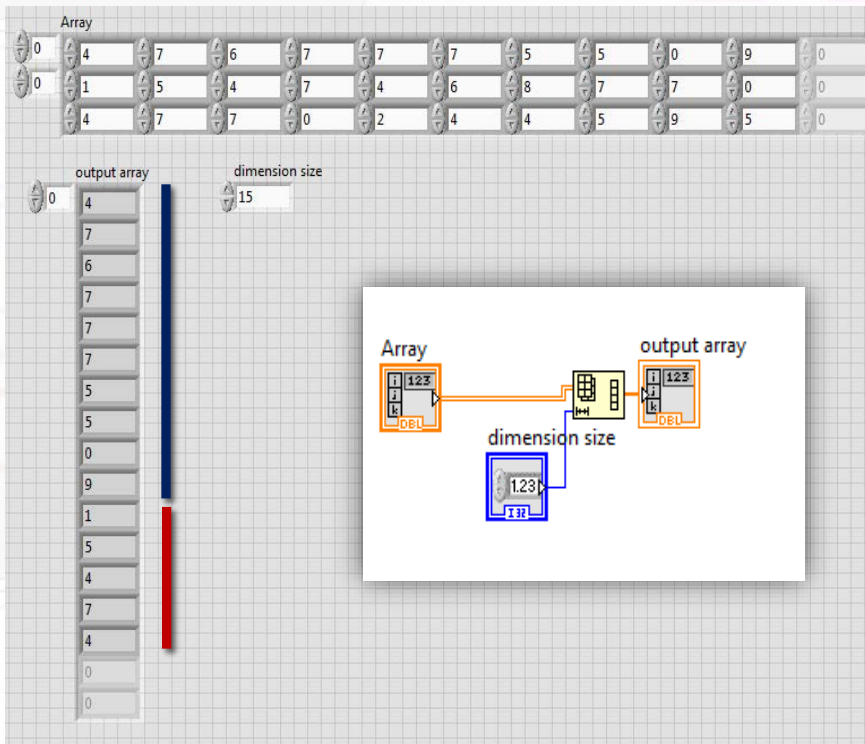 Array
0 4 7 6 7 7 7 5 5 0 9 0
0 1 5 4 7 4 6 8 7 7 0 0
4 7 7 0 2 4 4 5 9 5 0
output array dimension size
0 4 15
7
6
7
7
7
5
5
0
9
1
5
4
7
4
0
0
Array output array
i 123 i 123
j j
k k
DBL DBL
dimension size
1.23
I32